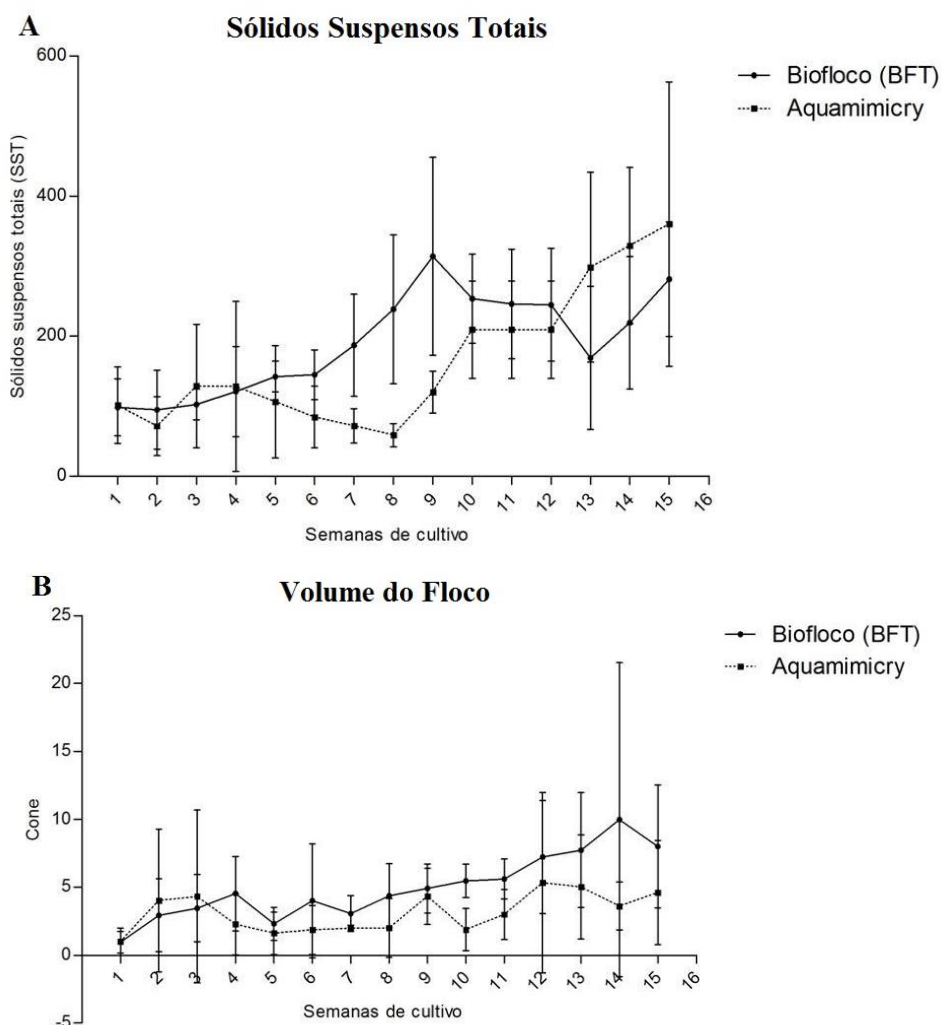 A
Sólidos Suspensos Totais
600
400
200
0
Sólidos suspensos totais (SST)
Biofloco (BFT)
Aquamimicry
1 2 3 4 5 6 7 8 9 10 11 12 13 14 15 16
Semanas de cultivo
B
Volume do Floco
25
20
15
10
5
0
-5
Cone
Biofloco (BFT)
Aquamimicry
1 2 3 4 5 6 7 8 9 10 11 12 13 14 15 16
Semanas de cultivo